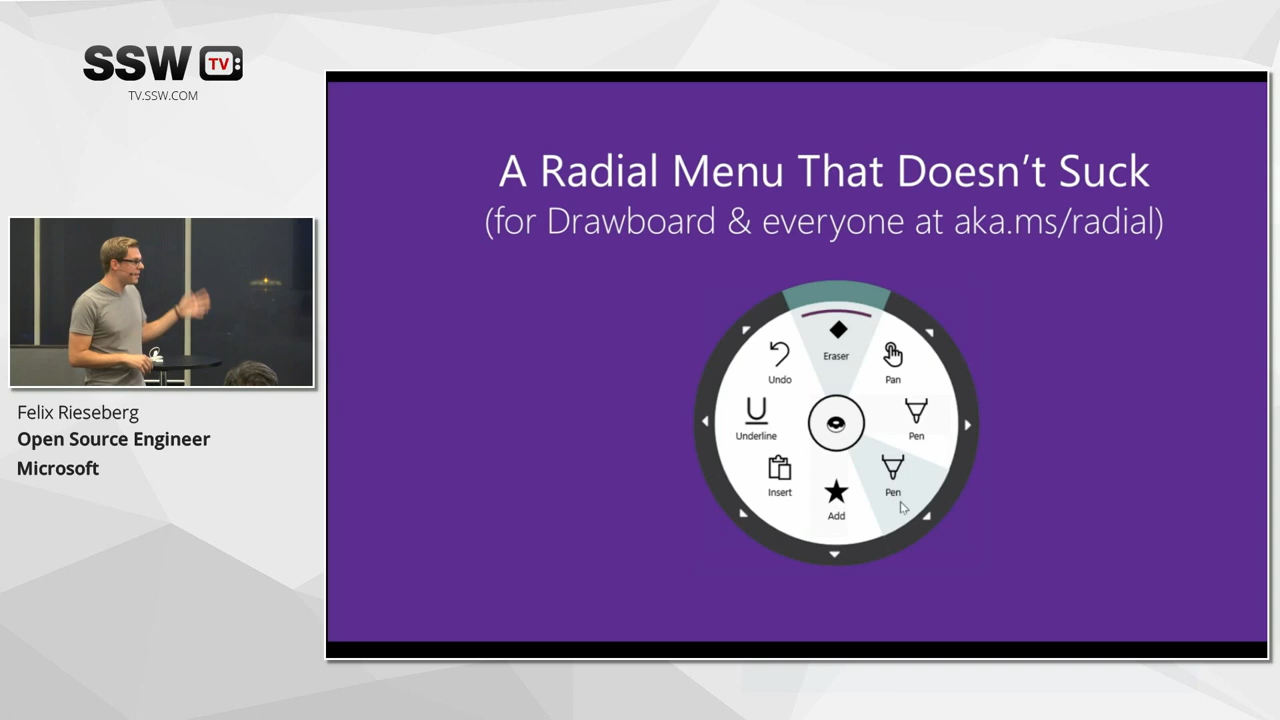 SSW TV
TV.SSW.COM
A Radial Menu That Doesn't Suck
(for Drawboard & everyone at aka.ms/radial)
Eraser
Undo
Pan
Underline
Pen
Insert
Pen
Add
Felix Rieseberg
Open Source Engineer
Microsoft